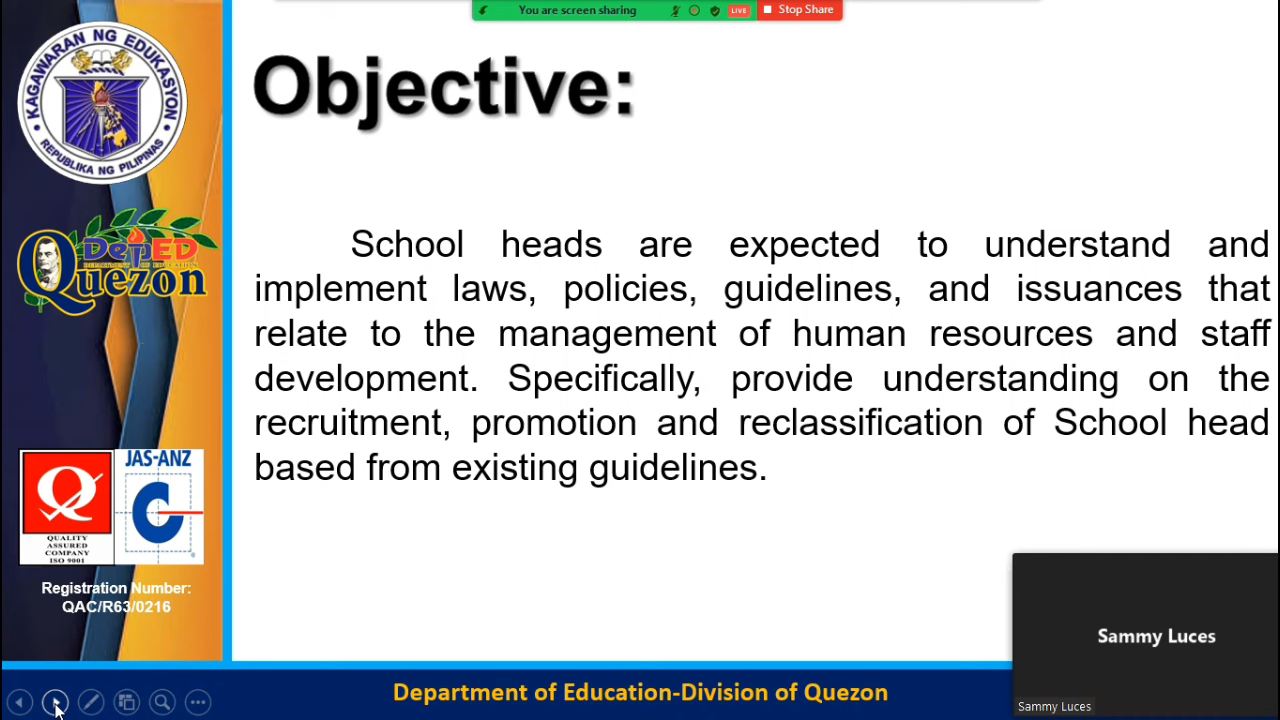 You are screen sharing
LIVE
Stop Share
KAGAWARAN NG EDUKASYON
REPUBLIKA NG PILIPINAS
Objective:
School heads are expected to understand and
implement laws, policies, guidelines, and issuances that
relate to the management of human resources and staff
development. Specifically, provide understanding on the
recruitment, promotion and reclassification of School head
based from existing guidelines.
DepED
DEPARTMENT OF EDUCATION
Quezon
JAS-ANZ
QUALITY
ASSURED
COMPANY
ISO 9001
Registration Number:
QAC/R63/0216
Sammy Luces
Sammy Luces
Department of Education-Division of Quezon